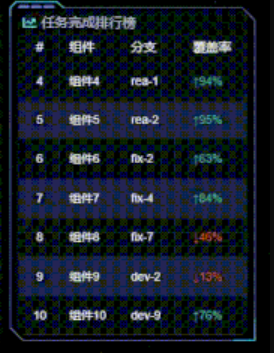 任务完成排行榜
# 组件 分支 覆盖率
4 组件4 rea-1 ↑94%
5 组件5 rea-2 ↑95%
6 组件6 fix-2 ↑63%
7 组件7 fix-4 ↑84%
8 组件8 fix-7 ↓46%
9 组件9 dev-2 ↓13%
10 组件10 dev-9 ↑76%